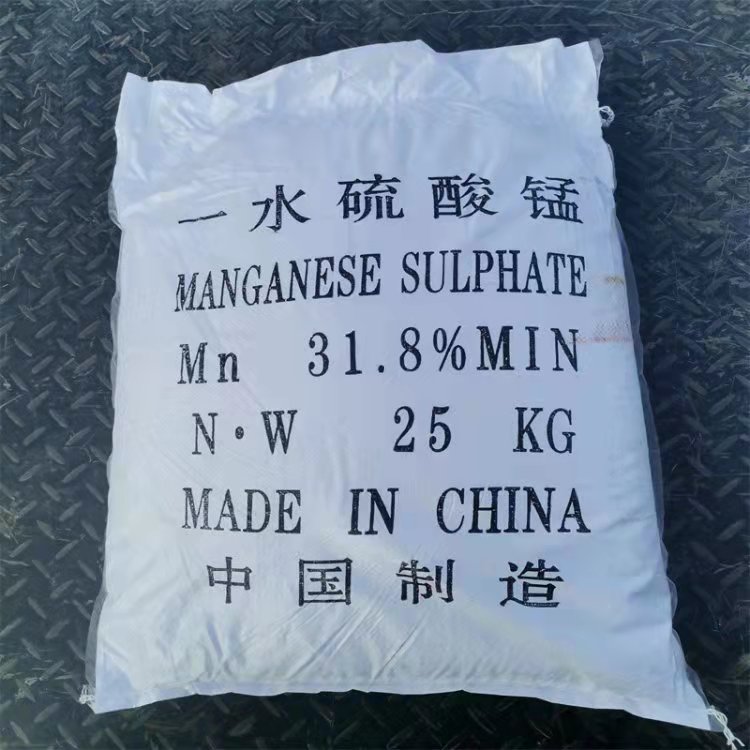 一水硫酸锰
MANGANESE SULPHATE
Mn 31.8%MIN
N·W 25 KG
MADE IN CHINA
中国制造